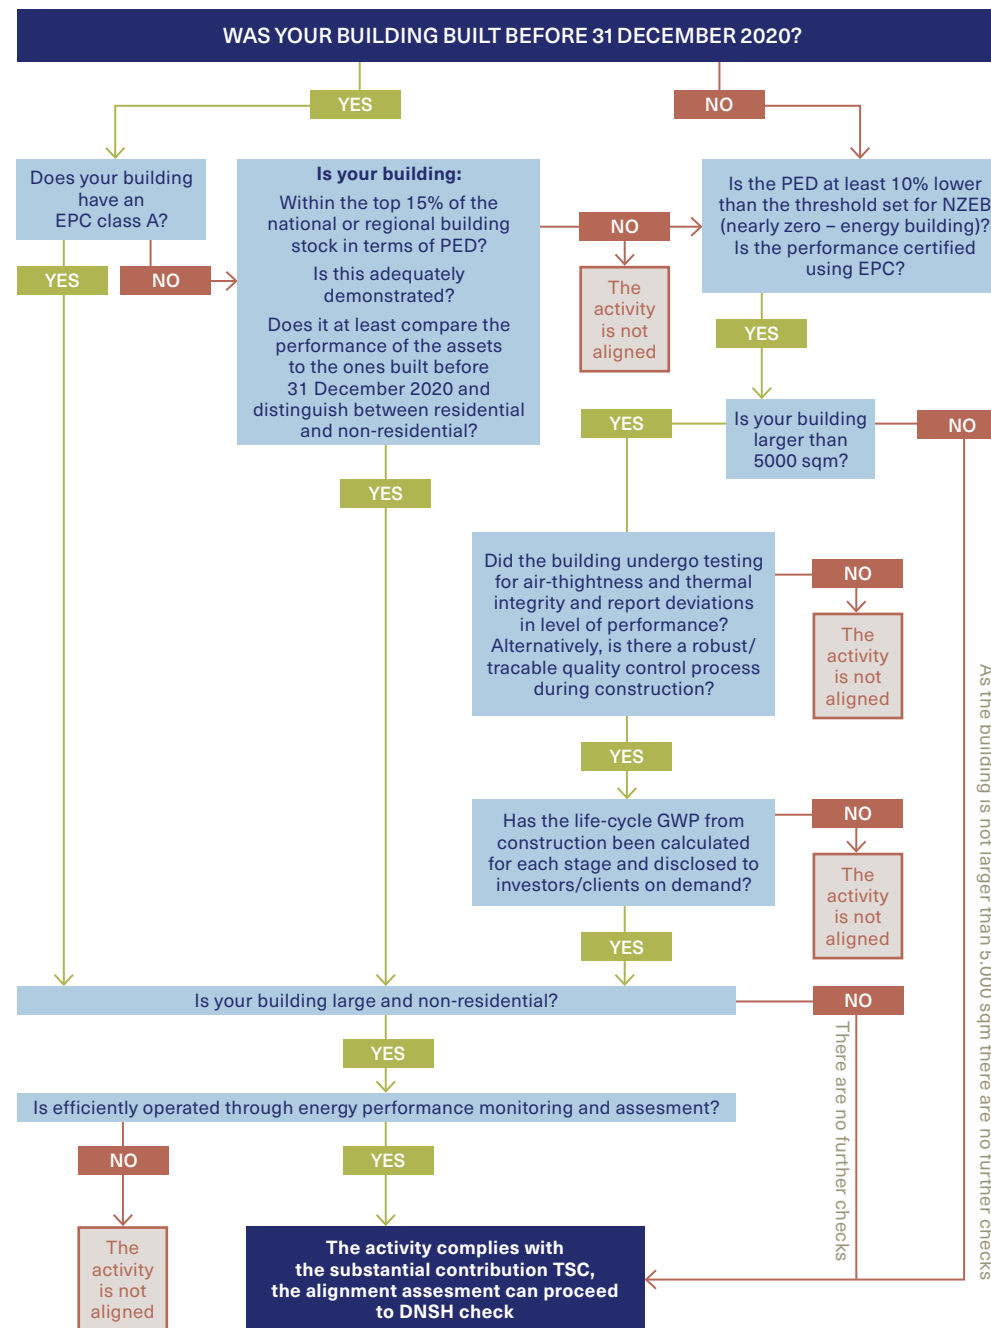 WAS YOUR BUILDING BUILT BEFORE 31 DECEMBER 2020?
YES
NO
Does your building
have an
EPC class A?
YES
NO
Is your building:
Within the top 15% of the
national or regional building
stock in terms of PED?
Is this adequately
demonstrated?
Does it at least compare the
performance of the assets
to the ones built before
31 December 2020 and
distinguish between residential
and non-residential?
YES
NO
The
activity
is not
aligned
Is the PED at least 10% lower
than the threshold set for NZEB
(nearly zero – energy building)?
Is the performance certified
using EPC?
YES
Is your building
larger than
5000 sqm?
YES
NO
Did the building undergo testing
for air-thightness and thermal
integrity and report deviations
in level of performance?
Alternatively, is there a robust/
tracable quality control process
during construction?
NO
The
activity
is not
aligned
YES
Has the life-cycle GWP from
construction been calculated
for each stage and disclosed to
investors/clients on demand?
NO
The
activity
is not
aligned
YES
As the building is not larger than 5.000 sqm there are no further checks
Is your building large and non-residential?
NO
There are no further checks
YES
Is efficiently operated through energy performance monitoring and assesment?
NO
YES
The
activity
is not
aligned
The activity complies with
the substantial contribution TSC,
the alignment assesment can proceed
to DNSH check